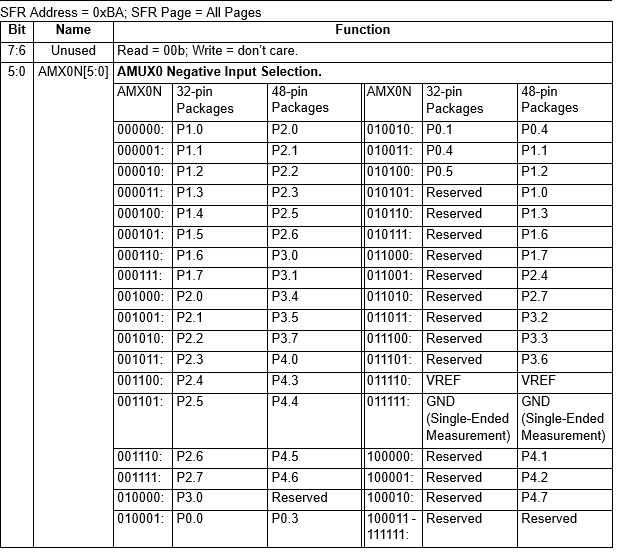 SFR Address = 0xBA; SFR Page = All Pages
Bit Name Function
7:6 Unused Read = 00b; Write = don't care.
5:0 AMX0N[5:0] AMUX0 Negative Input Selection.
AMX0N 32-pin Packages 48-pin Packages AMX0N 32-pin Packages 48-pin Packages
000000: P1.0 P2.0 010010: P0.1 P0.4
000001: P1.1 P2.1 010011: P0.4 P1.1
000010: P1.2 P2.2 010100: P0.5 P1.2
000011: P1.3 P2.3 010101: Reserved P1.0
000100: P1.4 P2.5 010110: Reserved P1.3
000101: P1.5 P2.6 010111: Reserved P1.6
000110: P1.6 P3.0 011000: Reserved P1.7
000111: P1.7 P3.1 011001: Reserved P2.4
001000: P2.0 P3.4 011010: Reserved P2.7
001001: P2.1 P3.5 011011: Reserved P3.2
001010: P2.2 P3.7 011100: Reserved P3.3
001011: P2.3 P4.0 011101: Reserved P3.6
001100: P2.4 P4.3 011110: VREF VREF
001101: P2.5 P4.4 011111: GND (Single-Ended Measurement) GND (Single-Ended Measurement)
001110: P2.6 P4.5 100000: Reserved P4.1
001111: P2.7 P4.6 100001: Reserved P4.2
010000: P3.0 Reserved 100010: Reserved P4.7
010001: P0.0 P0.3 100011 - 111111: Reserved Reserved